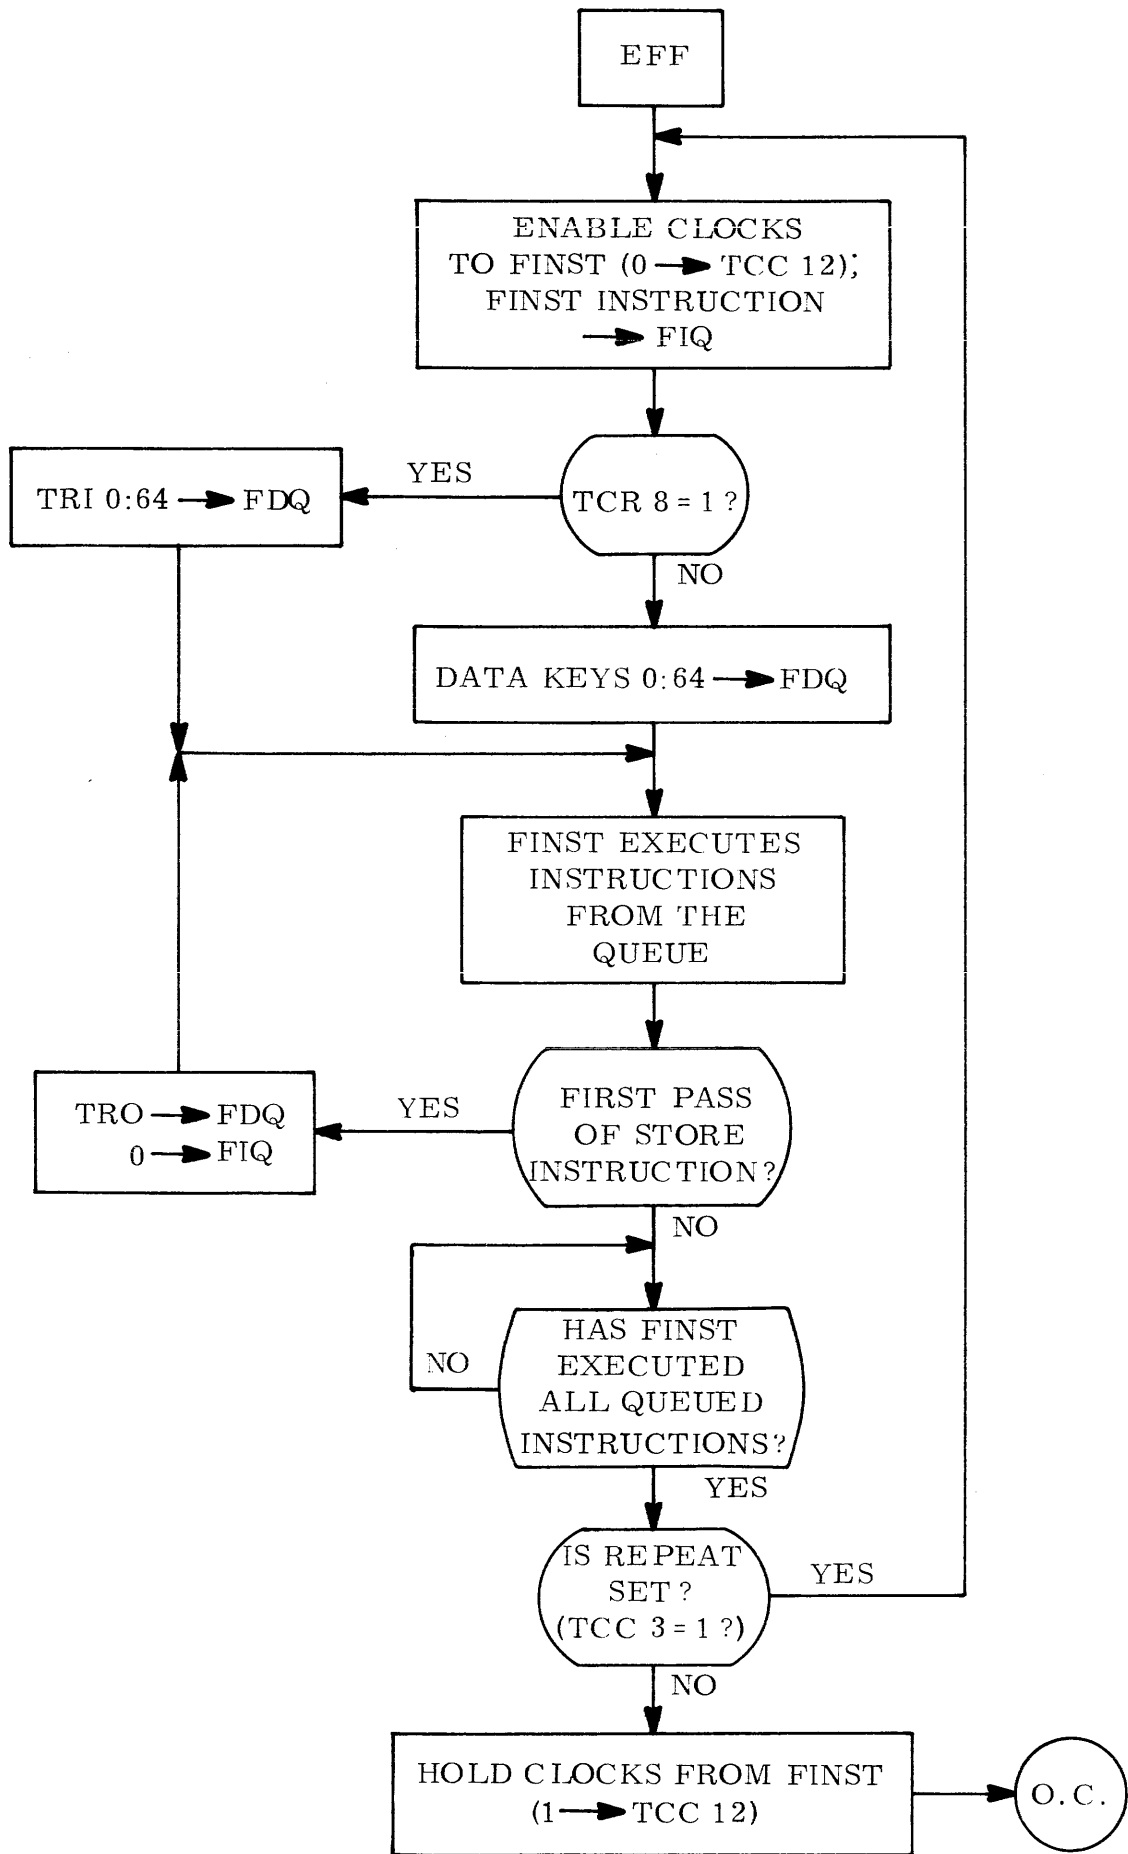 EFF
ENABLE CLOCKS
TO FINST (0 → TCC 12);
FINST INSTRUCTION
→ FIQ
YES
TRI 0:64 → FDQ
TCR 8 = 1 ?
NO
DATA KEYS 0:64 → FDQ
FINST EXECUTES
INSTRUCTIONS
FROM THE
QUEUE
TRO → FDQ
0 → FIQ
YES
FIRST PASS
OF STORE
INSTRUCTION?
NO
NO
HAS FINST
EXECUTED
ALL QUEUED
INSTRUCTIONS?
YES
IS REPEAT
SET ?
(TCC 3 = 1 ?)
YES
NO
HOLD CLOCKS FROM FINST
(1 → TCC 12)
O.C.